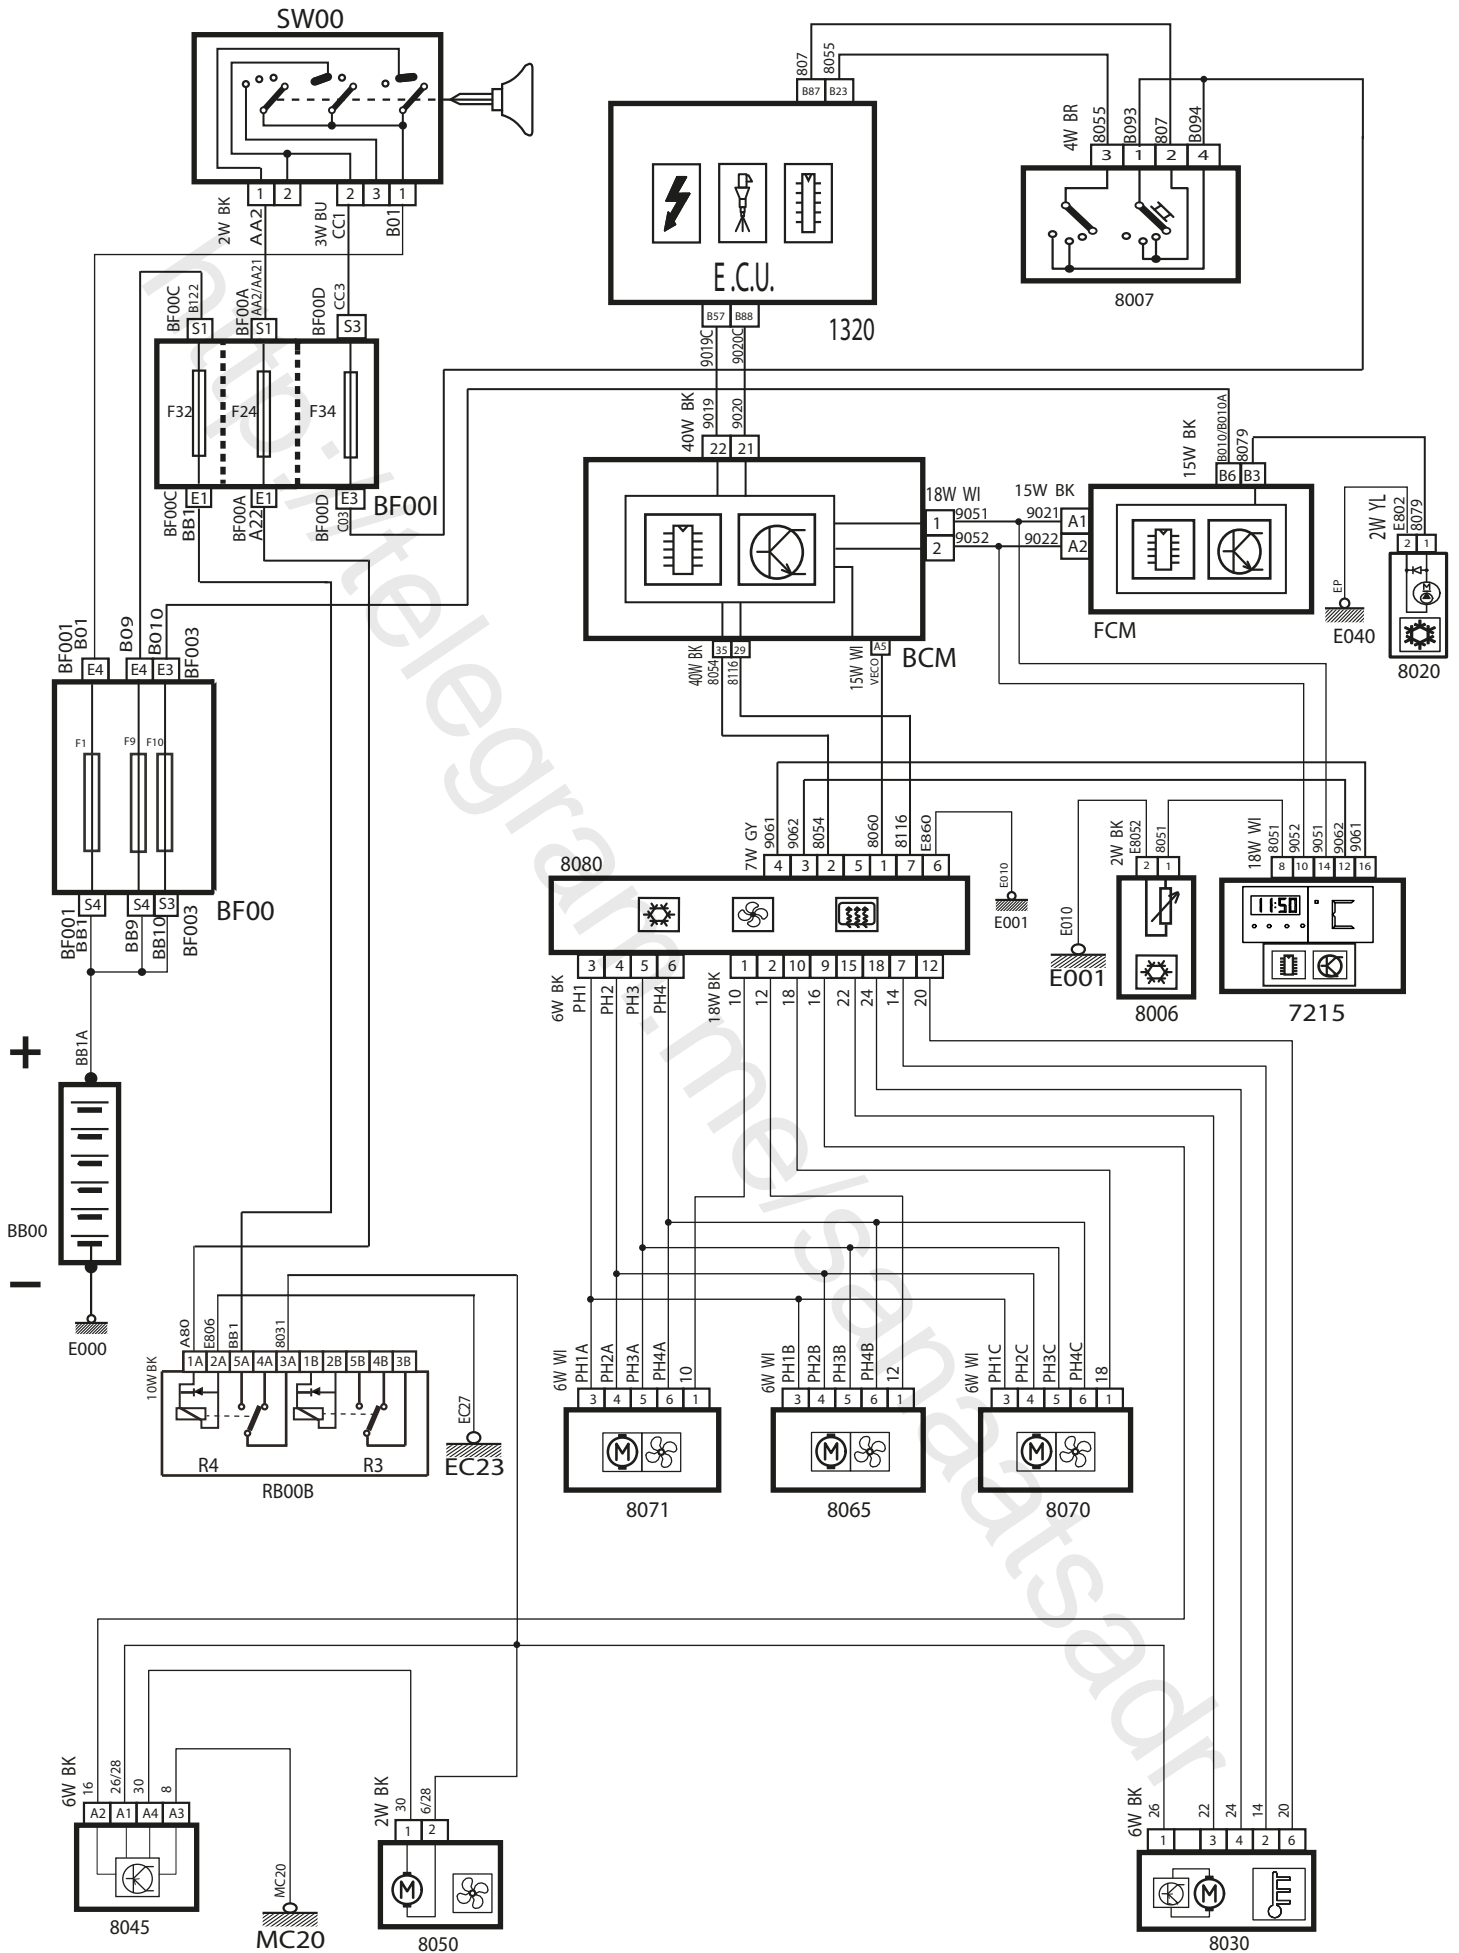 SW00
1
2
2
3
1
2W BK
AA2
3W BU
CC1
B01
BF00C
B122
BF00A
AA2/AA21
BF00D
CC3
S1
S1
S3
F32
F24
F34
E1
E1
E3
BF00I
BF00C
BB1
BF00A
A221
BF00D
C03
807
8055
B87
B23
E.C.U.
B57
B88
1320
9019C
9020C
4W BR
8055
B093
807
B094
3
1
2
4
8007
40W BK
9019
9020
22
21
18W WI
1
2
9051
9052
15W BK
9021
9022
A1
A2
15W BK
B010/B010A
8079
B6
B3
FCM
2W YL
E802
8079
2
1
EP
E040
8020
BCM
35
29
A5
40W BK
8054
8116
15W WI
VECO
BF001
B01
B09
B010
BF003
E4
E4
E3
F1
F9
F10
S4
S4
S3
BF00
BF001
BB1
BB9
BB10
BF003
+
BB1A
BB00
–
E000
8080
7W GY
9061
9062
8054
8060
8116
E860
4
3
2
5
1
7
6
E010
E001
3
4
5
6
1
2
10
9
15
18
7
12
6W BK
PH1
PH2
PH3
PH4
18W BK
10
12
18
16
22
24
14
20
2W BK
E8052
8051
2
1
E010
E001
8006
18W WI
8051
9052
9051
9062
9061
8
10
14
12
16
11:50
7215
10W BK
A80
E806
BB1
8031
1A
2A
5A
4A
3A
1B
2B
5B
4B
3B
R4
R3
RB00B
EC27
EC23
6W WI
PH1A
PH2A
PH3A
PH4A
10
3
4
5
6
1
M
8071
6W WI
PH1B
PH2B
PH3B
PH4B
12
3
4
5
6
1
M
8065
6W WI
PH1C
PH2C
PH3C
PH4C
18
3
4
5
6
1
M
8070
6W BK
16
26/28
30
8
A2
A1
A4
A3
8045
MC20
MC20
2W BK
30
6/28
1
2
M
8050
6W BK
26
22
24
14
20
1
3
4
2
6
M
8030
http://telegram.me/sanaatsadr